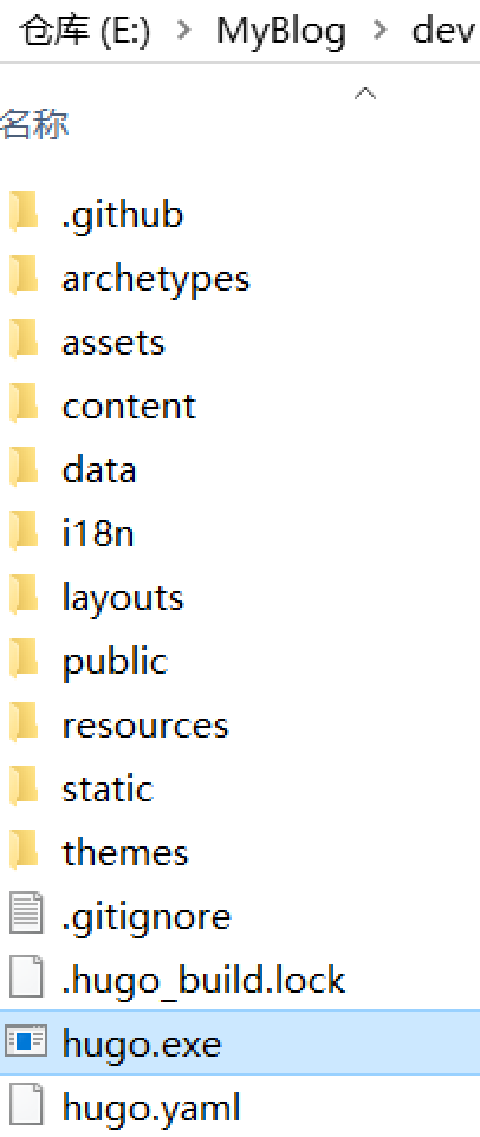 仓库 (E:) > MyBlog > dev
名称
.github
archetypes
assets
content
data
i18n
layouts
public
resources
static
themes
.gitignore
.hugo_build.lock
hugo.exe
hugo.yaml